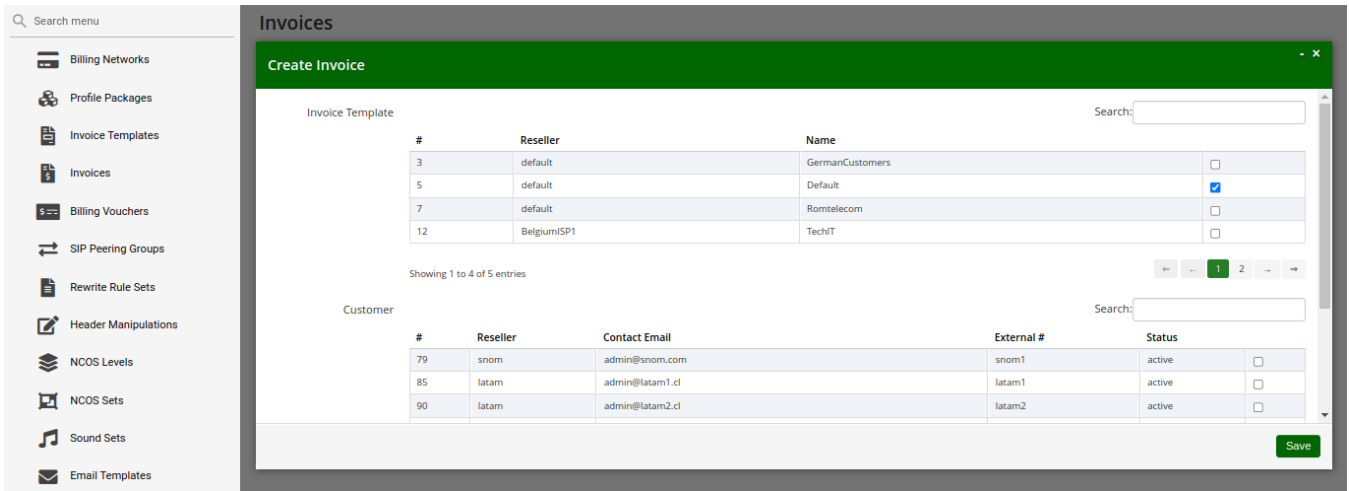 Search menu
Billing Networks
Profile Packages
Invoice Templates
Invoices
Billing Vouchers
SIP Peering Groups
Rewrite Rule Sets
Header Manipulations
NCOS Levels
NCOS Sets
Sound Sets
Email Templates
Invoices
Create Invoice - ×
Invoice Template Search:
# Reseller Name
3 default GermanCustomers
5 default Default
7 default Romtelecom
12 BelgiumISP1 TechIT
Showing 1 to 4 of 5 entries ⇐ ← 1 2 → ⇒
Customer Search:
# Reseller Contact Email External # Status
79 snom admin@snom.com snom1 active
85 latam admin@latam1.cl latam1 active
90 latam admin@latam2.cl latam2 active
Save